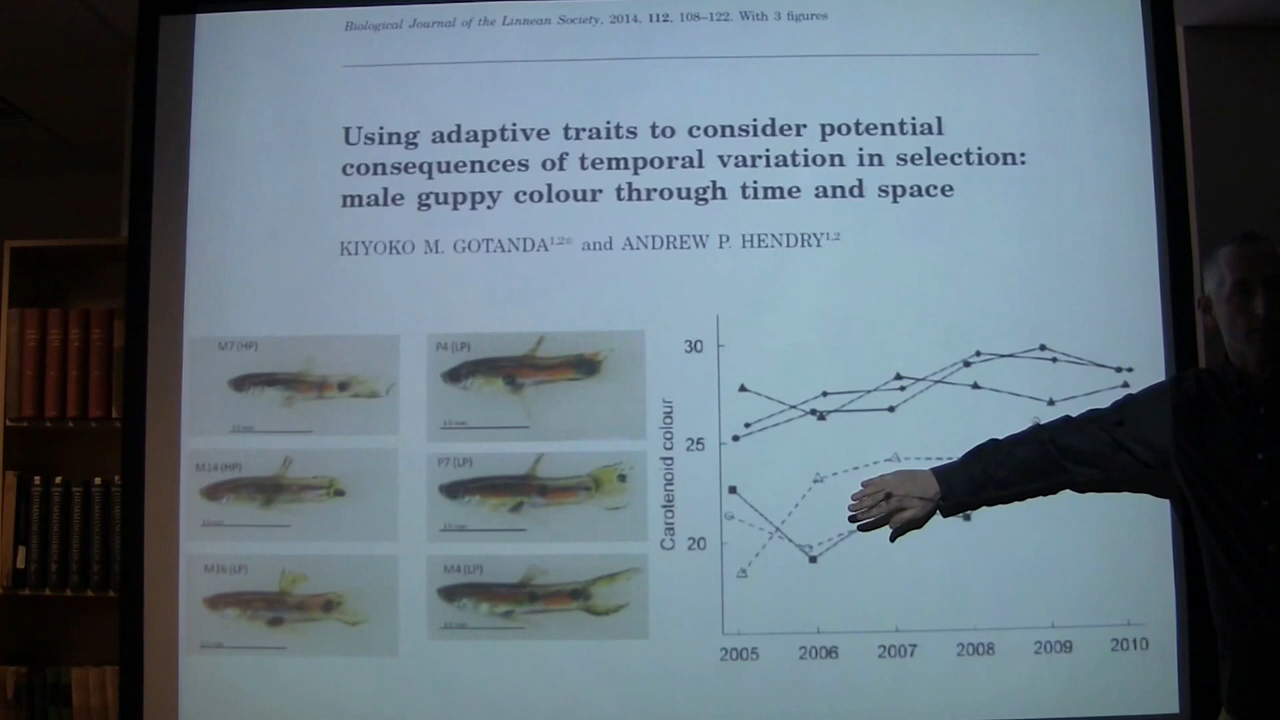 Biological Journal of the Linnean Society, 2014, 112, 108–122. With 3 figures
Using adaptive traits to consider potential
consequences of temporal variation in selection:
male guppy colour through time and space
KIYOKO M. GOTANDA1,2* and ANDREW P. HENDRY1,2
M7 (HP)
P4 (LP)
M14 (HP)
P7 (LP)
M16 (LP)
M4 (LP)
Carotenoid colour
30
25
20
2005 2006 2007 2008 2009 2010